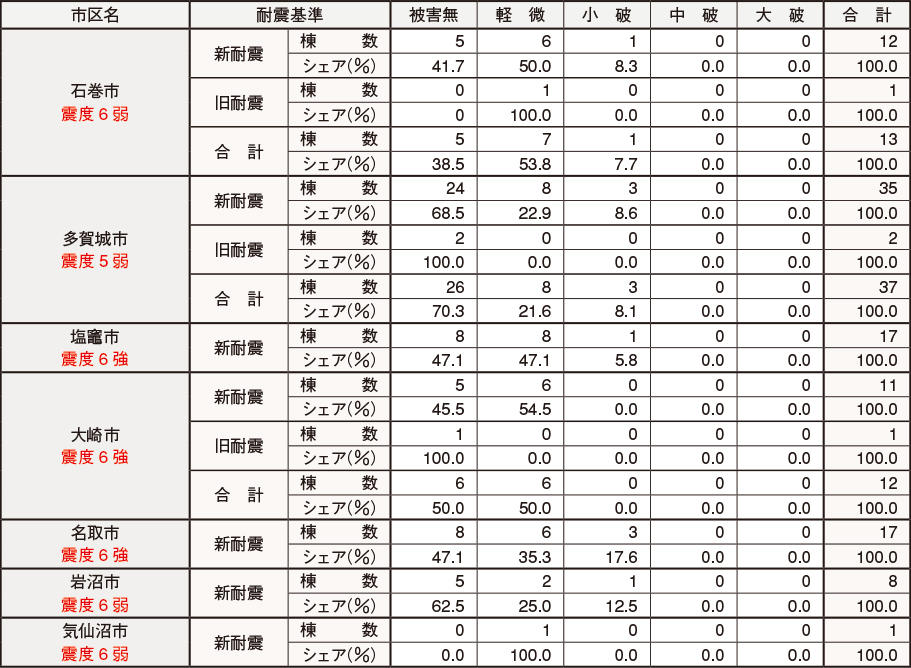 市区名 耐震基準 被害無 軽微 小破 中破 大破 合計
石巻市 震度6弱 新耐震 棟数 5 6 1 0 0 12
シェア(%) 41.7 50.0 8.3 0.0 0.0 100.0
旧耐震 棟数 0 1 0 0 0 1
シェア(%) 0 100.0 0.0 0.0 0.0 100.0
合計 棟数 5 7 1 0 0 13
シェア(%) 38.5 53.8 7.7 0.0 0.0 100.0
多賀城市 震度5弱 新耐震 棟数 24 8 3 0 0 35
シェア(%) 68.5 22.9 8.6 0.0 0.0 100.0
旧耐震 棟数 2 0 0 0 0 2
シェア(%) 100.0 0.0 0.0 0.0 0.0 100.0
合計 棟数 26 8 3 0 0 37
シェア(%) 70.3 21.6 8.1 0.0 0.0 100.0
塩竈市 震度6強 新耐震 棟数 8 8 1 0 0 17
シェア(%) 47.1 47.1 5.8 0.0 0.0 100.0
大崎市 震度6強 新耐震 棟数 5 6 0 0 0 11
シェア(%) 45.5 54.5 0.0 0.0 0.0 100.0
旧耐震 棟数 1 0 0 0 0 1
シェア(%) 100.0 0.0 0.0 0.0 0.0 100.0
合計 棟数 6 6 0 0 0 12
シェア(%) 50.0 50.0 0.0 0.0 0.0 100.0
名取市 震度6強 新耐震 棟数 8 6 3 0 0 17
シェア(%) 47.1 35.3 17.6 0.0 0.0 100.0
岩沼市 震度6弱 新耐震 棟数 5 2 1 0 0 8
シェア(%) 62.5 25.0 12.5 0.0 0.0 100.0
気仙沼市 震度6弱 新耐震 棟数 0 1 0 0 0 1
シェア(%) 0.0 100.0 0.0 0.0 0.0 100.0